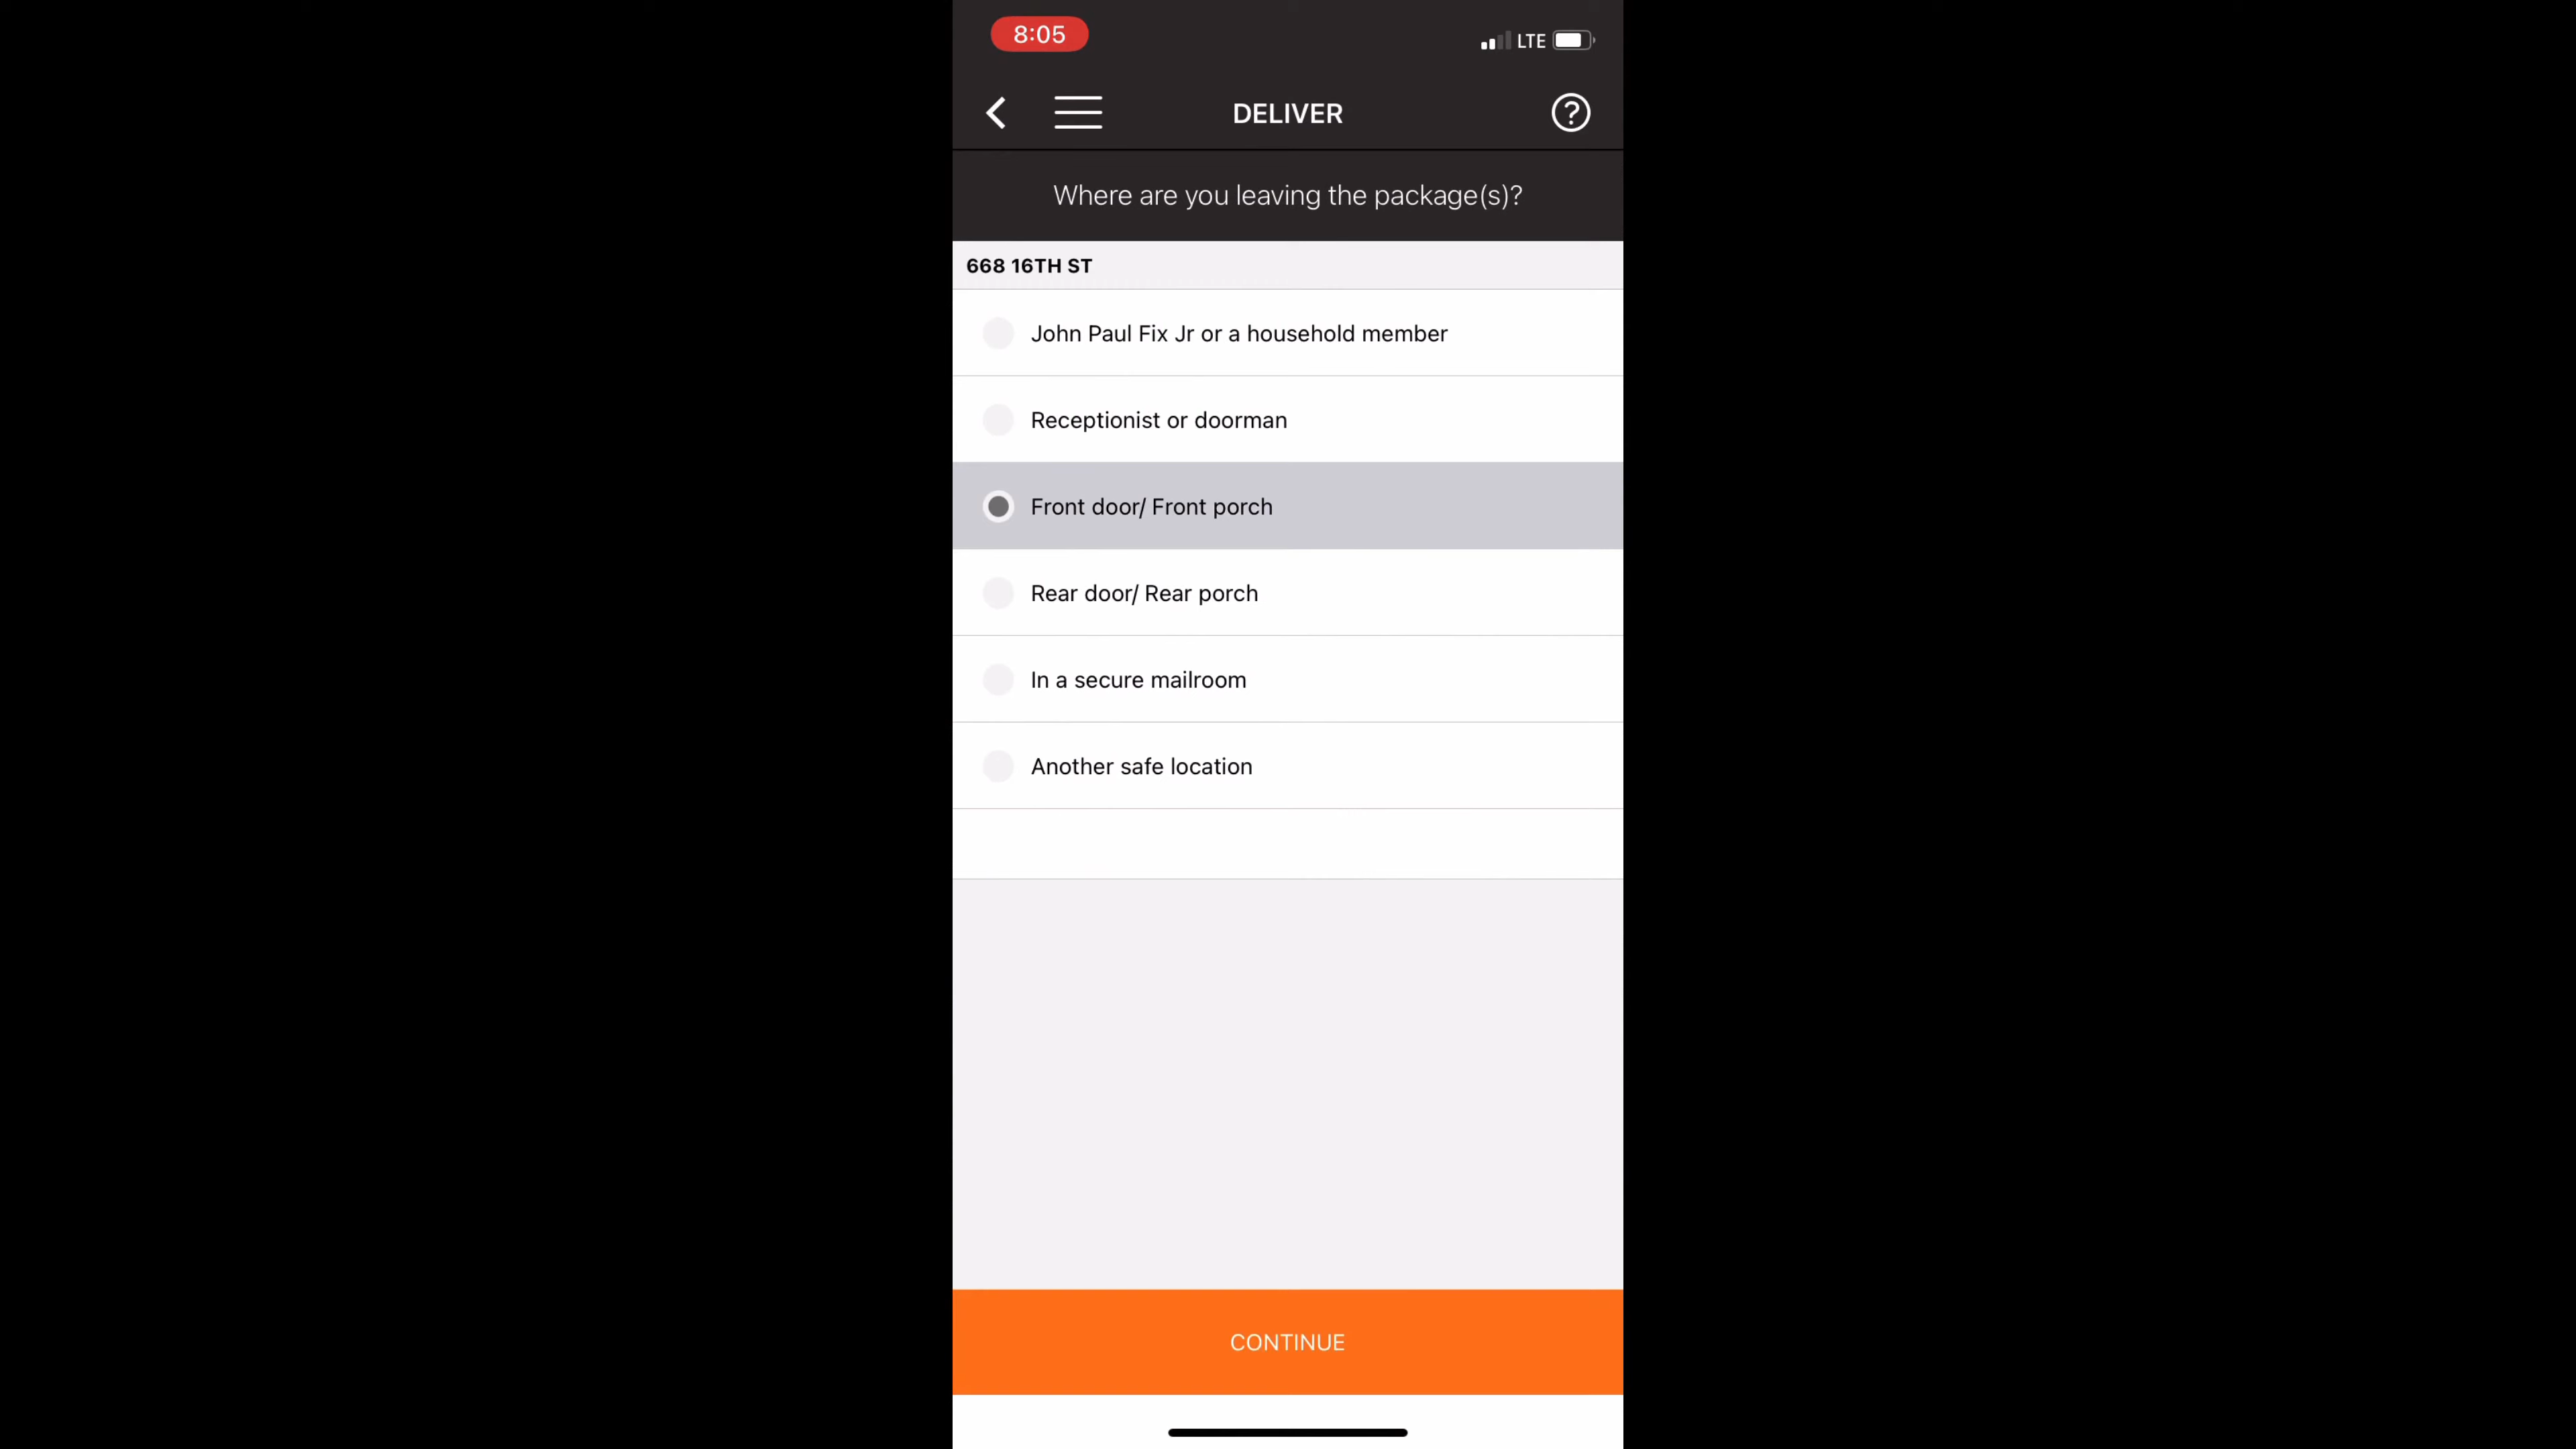 8:05
LTE
DELIVER
Where are you leaving the package(s)?
668 16TH ST
John Paul Fix Jr or a household member
Receptionist or doorman
Front door/ Front porch
Rear door/ Rear porch
In a secure mailroom
Another safe location
CONTINUE